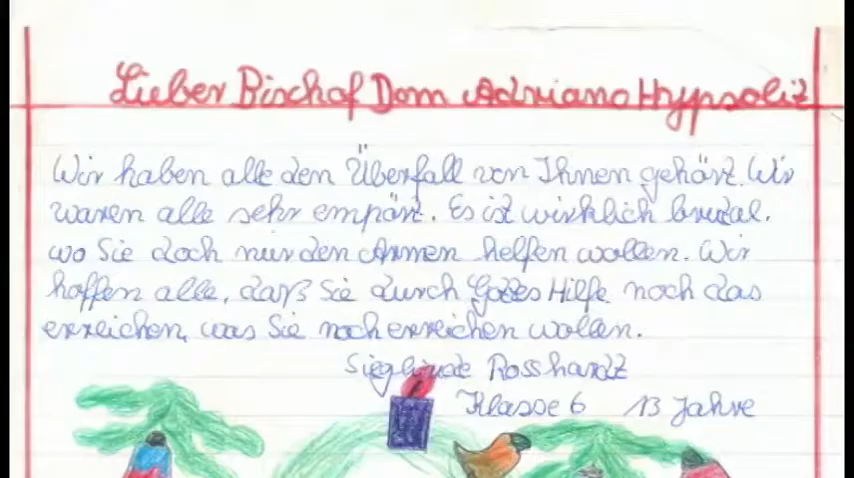 Lieber Bischof Dom Adriano Hypsolit
Wir haben alle den Überfall von Ihnen gehört. Wir
waren alle sehr empört. Es ist wirklich brutal,
wo Sie doch nur den Armen helfen wollen. Wir
hoffen alle, daß Sie durch Gottes Hilfe noch das
erreichen, was Sie noch erreichen wollen.
Sieglinde Rosshardt
Klasse 6 13 Jahre